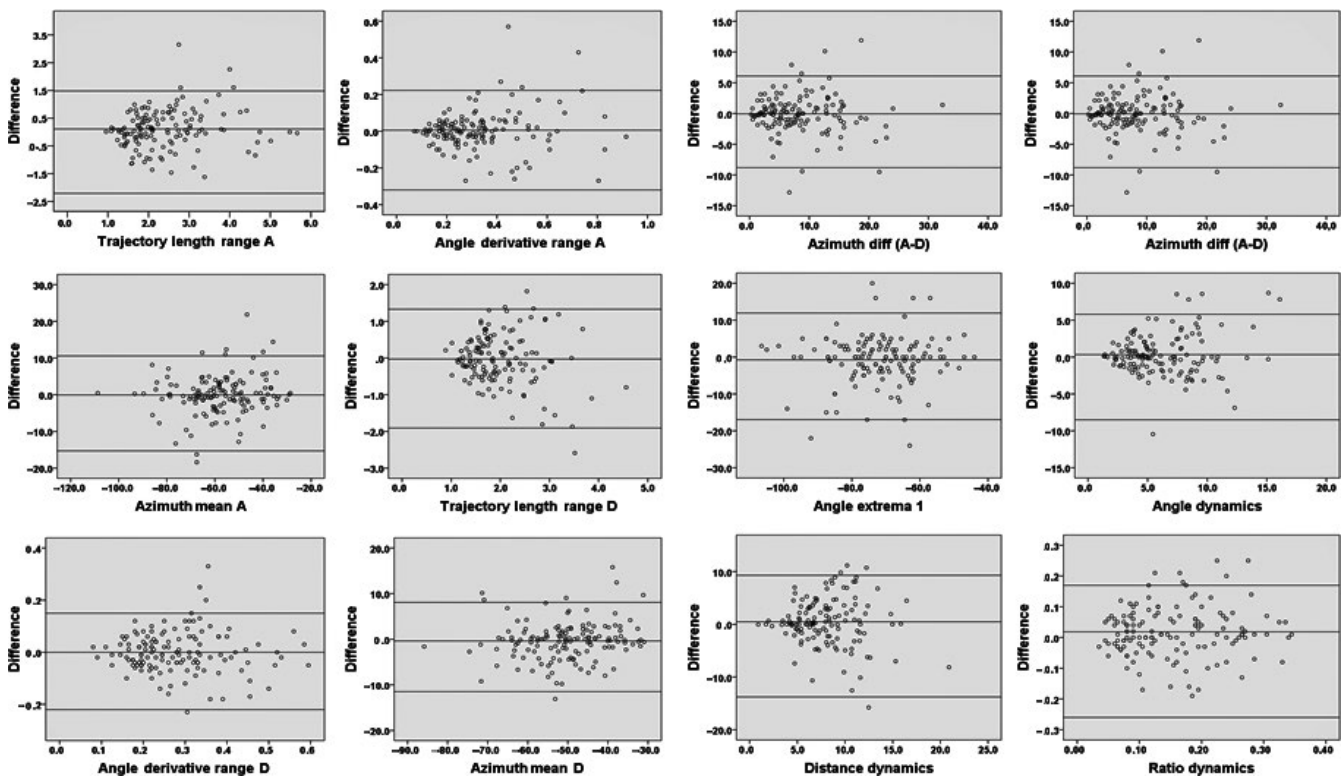 3.5
2.5
1.5
0.5
0.5
−1.5
−2.5
Difference
0.0 1.0 2.0 3.0 4.0 5.0 6.0
Trajectory length range A
0.6
0.4
0.2
0.0
−0.2
−0.4
Difference
0.0 0.2 0.4 0.6 0.8 1.0
Angle derivative range A
15.0
10.0
5.0
0.0
−5.0
−10.0
−15.0
Difference
0.0 10.0 20.0 30.0 40.0
Azimuth diff (A-D)
15.0
10.0
5.0
0.0
−5.0
−10.0
−15.0
Difference
0.0 10.0 20.0 30.0 40.0
Azimuth diff (A-D)
30.0
20.0
10.0
0.0
−10.0
−20.0
Difference
−120.0 −100.0 −80.0 −60.0 −40.0 −20.0
Azimuth mean A
2.0
1.0
.0
−1.0
−2.0
−3.0
Difference
0.0 1.0 2.0 3.0 4.0 5.0
Trajectory length range D
20.0
10.0
0.0
−10.0
−20.0
−30.0
Difference
−100.0 −80.0 −60.0 −40.0
Angle extrema 1
10.0
5.0
0.0
−5.0
−10.0
−15.0
Difference
0.0 5.0 10.0 15.0 20.0
Angle dynamics
0.4
0.2
0.0
−0.2
Difference
0.0 0.1 0.2 0.3 0.4 0.5 0.6
Angle derivative range D
20.0
10.0
0.0
−10.0
−20.0
Difference
−90.0 −80.0 −70.0 −60.0 −50.0 −40.0 −30.0
Azimuth mean D
10.0
0.0
−10.0
−20.0
Difference
0.0 5.0 10.0 15.0 20.0 25.0
Distance dynamics
0.3
0.2
0.1
0.0
−0.1
−0.2
−0.3
Difference
0.00 0.10 0.20 0.30 0.40
Ratio dynamics